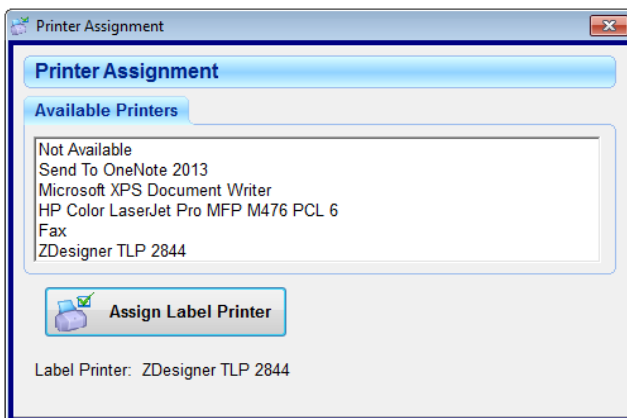 Printer Assignment
Printer Assignment
Available Printers
Not Available
Send To OneNote 2013
Microsoft XPS Document Writer
HP Color LaserJet Pro MFP M476 PCL 6
Fax
ZDesigner TLP 2844
Assign Label Printer
Label Printer: ZDesigner TLP 2844